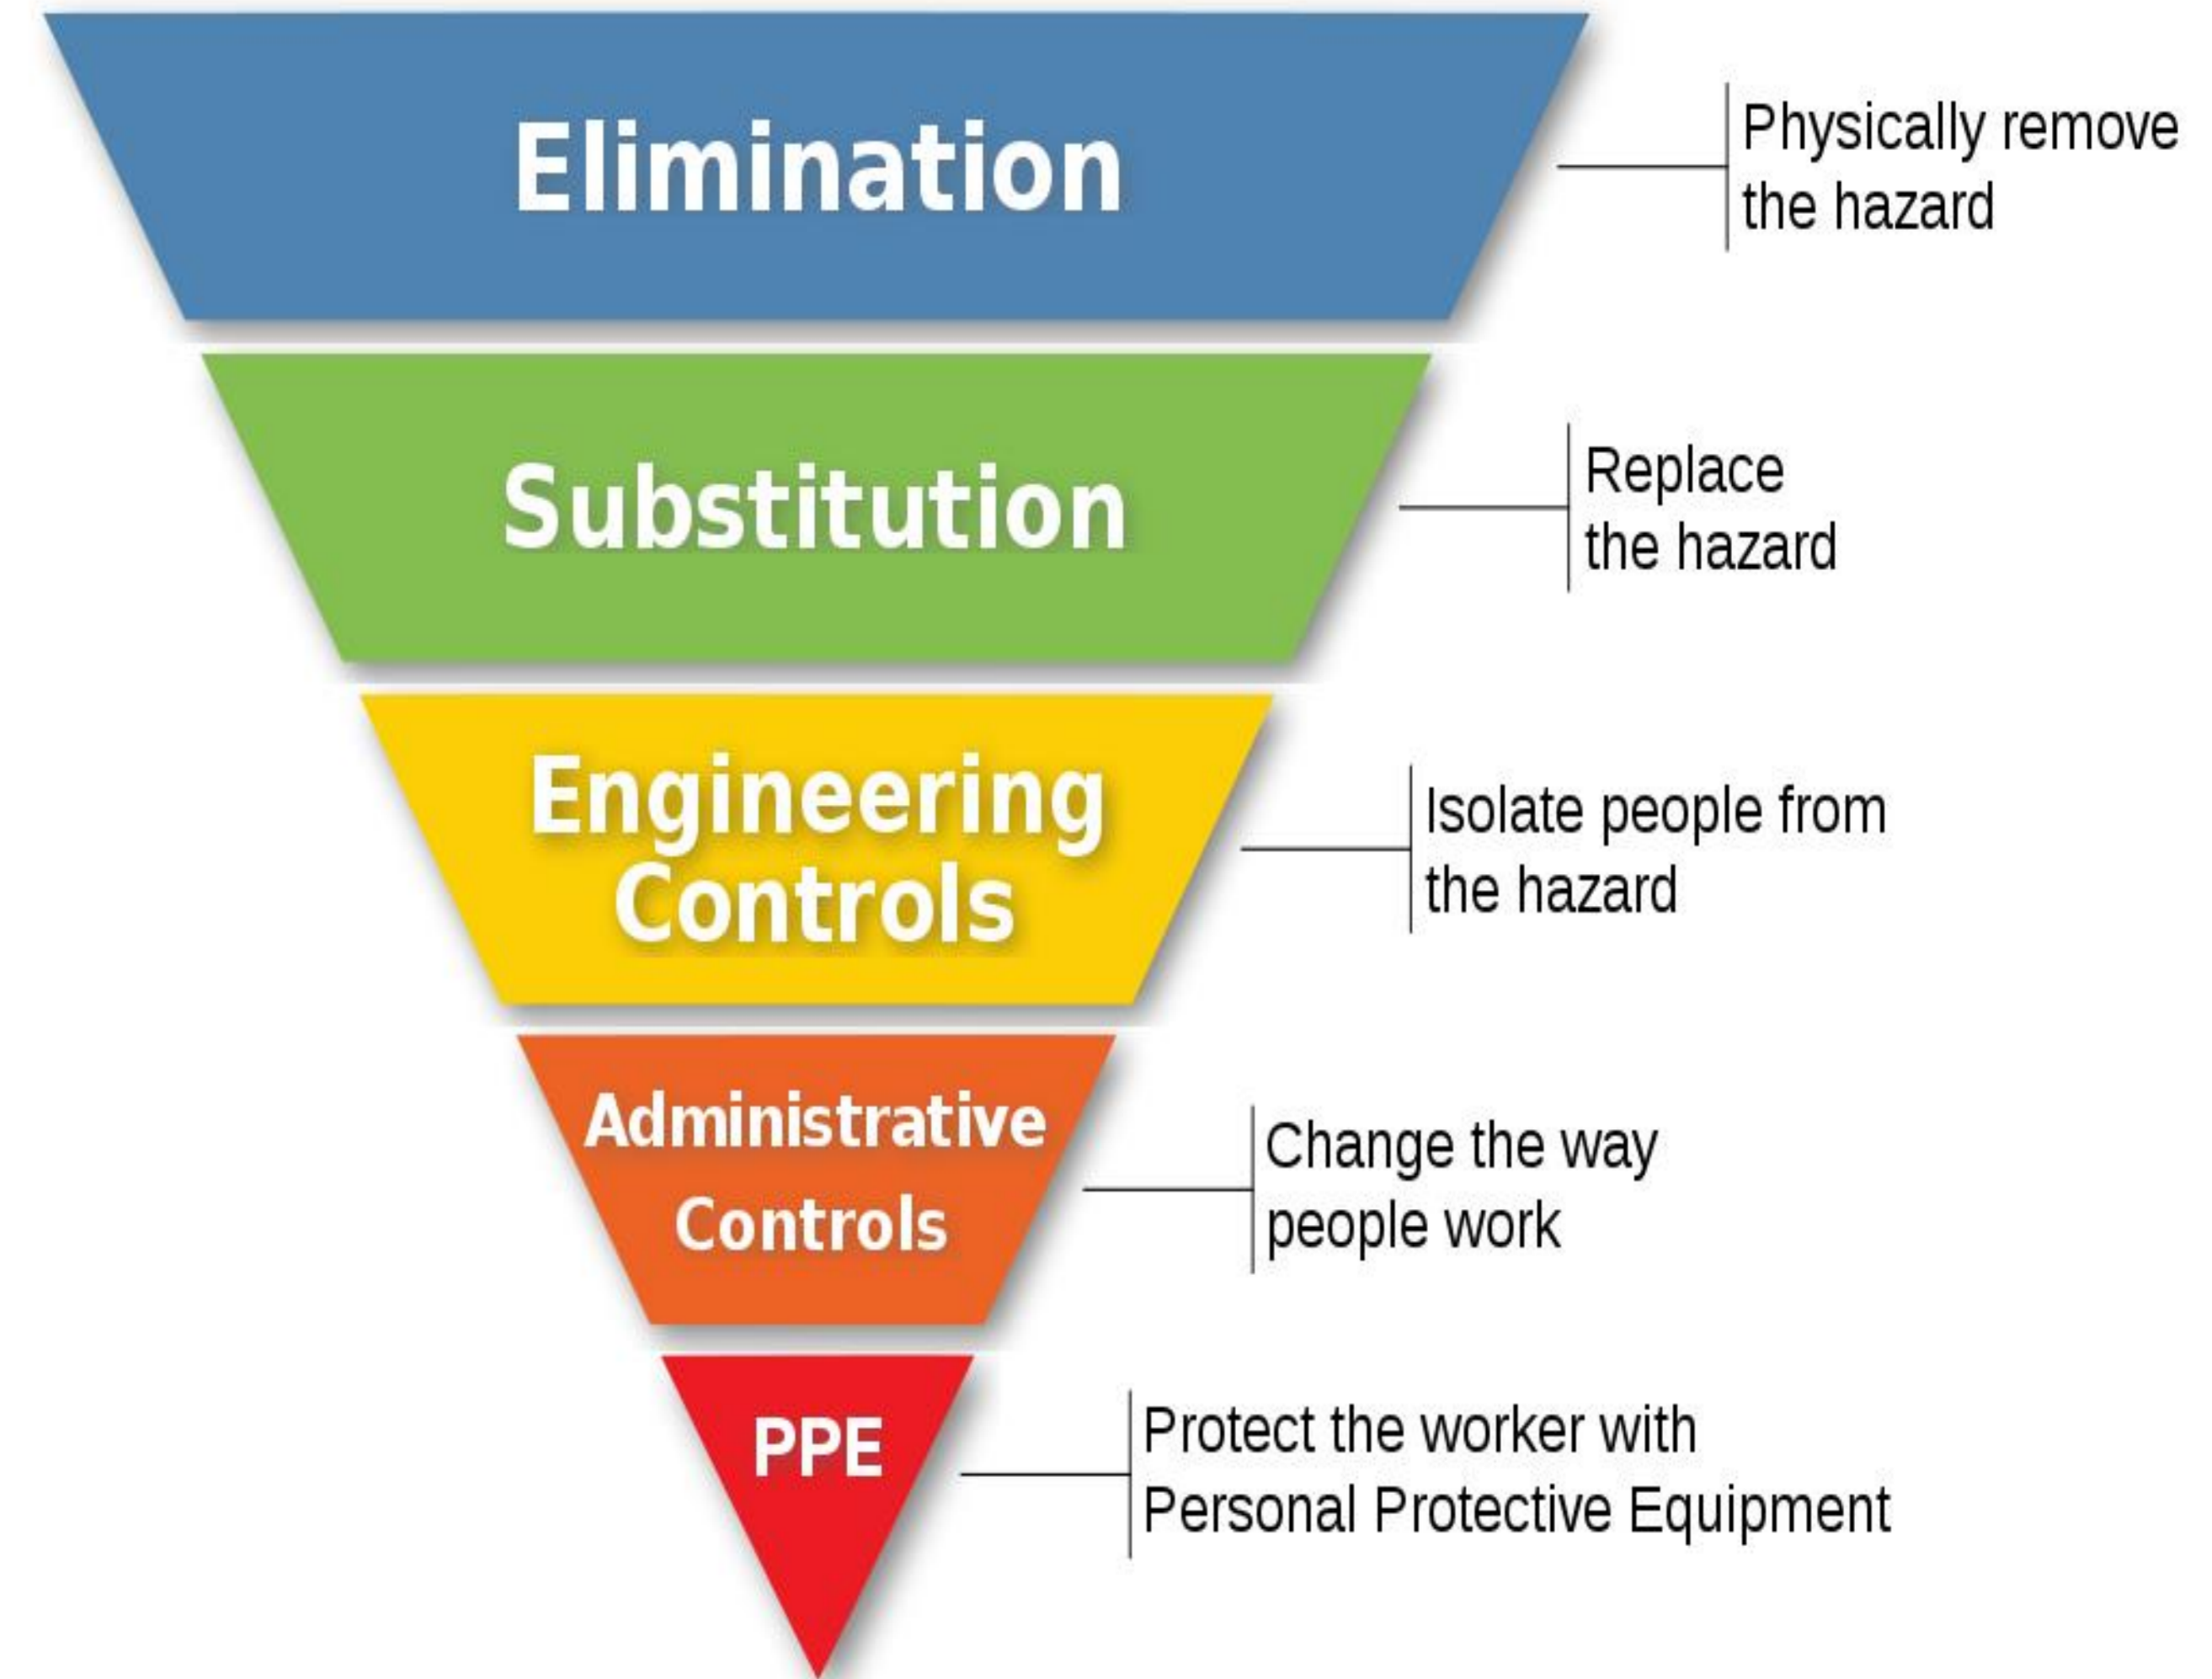 Elimination
Physically remove
the hazard
Substitution
Replace
the hazard
Engineering
Controls
Isolate people from
the hazard
Administrative
Controls
Change the way
people work
PPE
Protect the worker with
Personal Protective Equipment